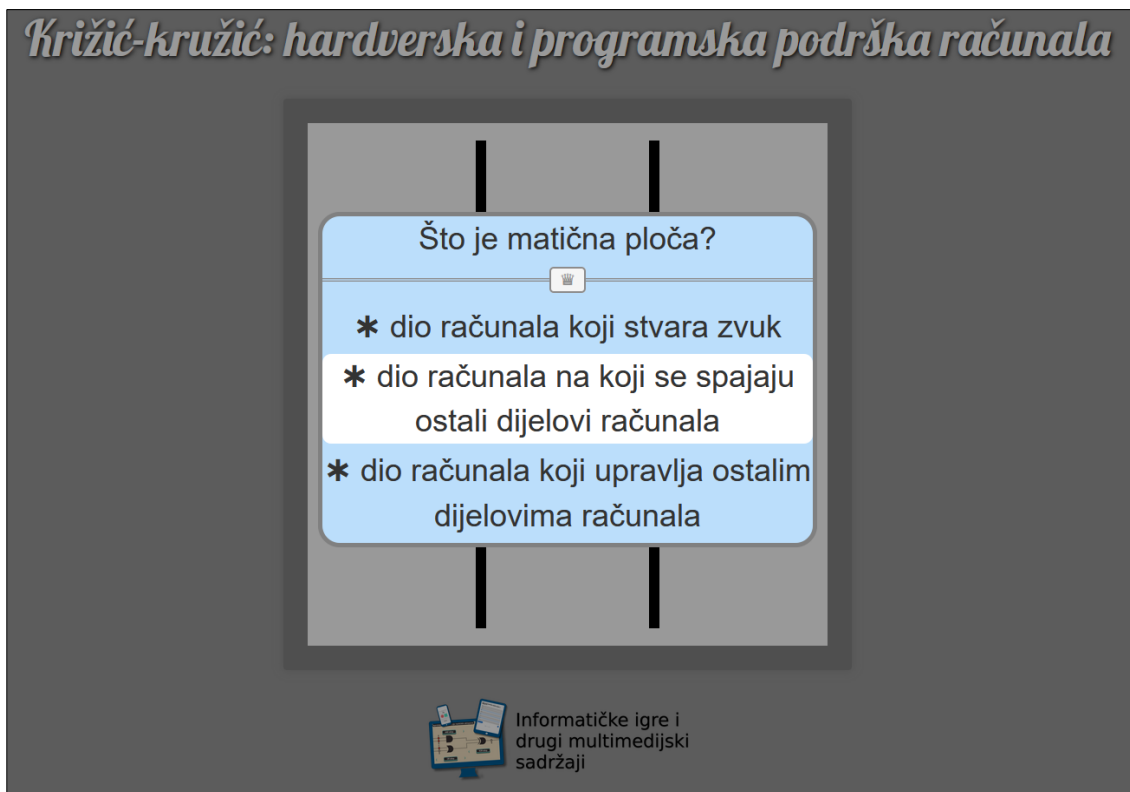 Križić-kružić: hardverska i programska podrška računala
Što je matična ploča?
♛
∗ dio računala koji stvara zvuk
∗ dio računala na koji se spajaju
ostali dijelovi računala
∗ dio računala koji upravlja ostalim
dijelovima računala
Informatičke igre i
drugi multimedijski
sadržaji